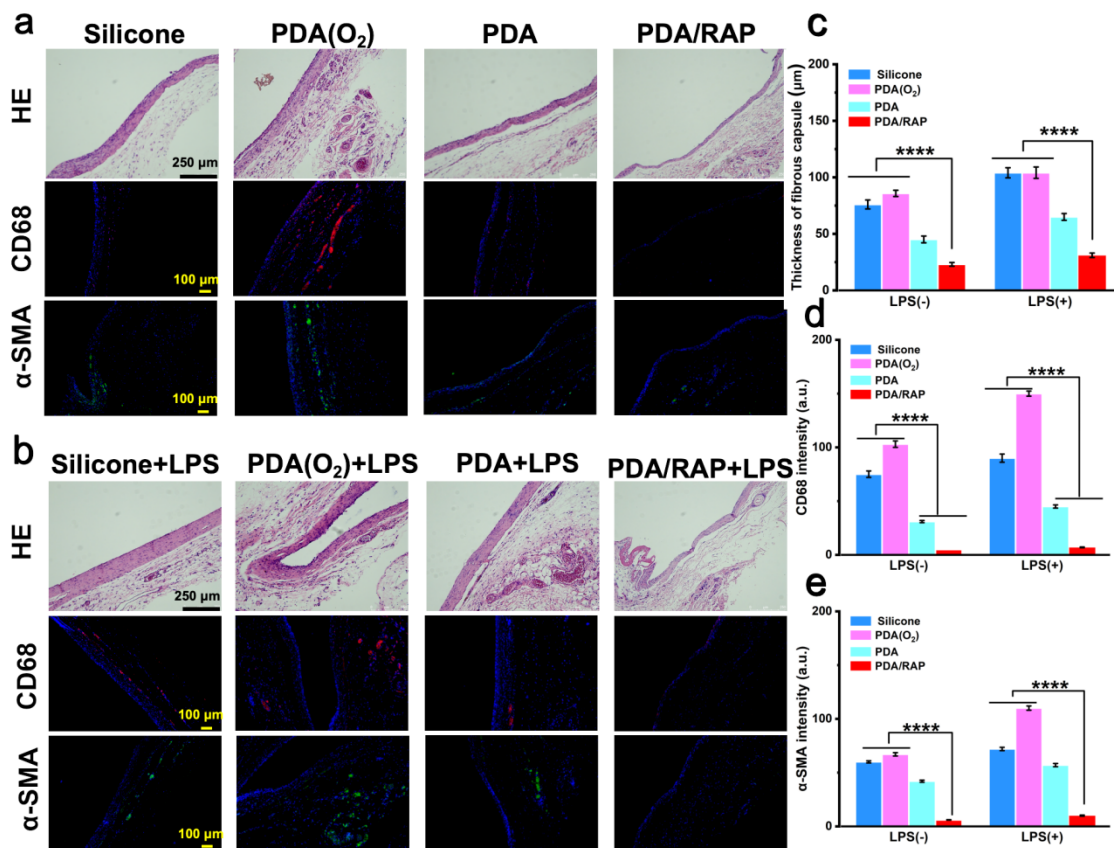 a
Silicone
PDA(O₂)
PDA
PDA/RAP
HE
250 μm
CD68
100 μm
α-SMA
100 μm
b
Silicone+LPS
PDA(O₂)+LPS
PDA+LPS
PDA/RAP+LPS
HE
250 μm
CD68
100 μm
α-SMA
100 μm
c
Thickness of fibrous capsule (μm)
200
150
100
50
0
Silicone
PDA(O₂)
PDA
PDA/RAP
****
****
LPS(-)
LPS(+)
d
CD68 intensity (a.u.)
200
100
0
Silicone
PDA(O₂)
PDA
PDA/RAP
****
****
LPS(-)
LPS(+)
e
α-SMA intensity (a.u.)
200
100
0
Silicone
PDA(O₂)
PDA
PDA/RAP
****
****
LPS(-)
LPS(+)